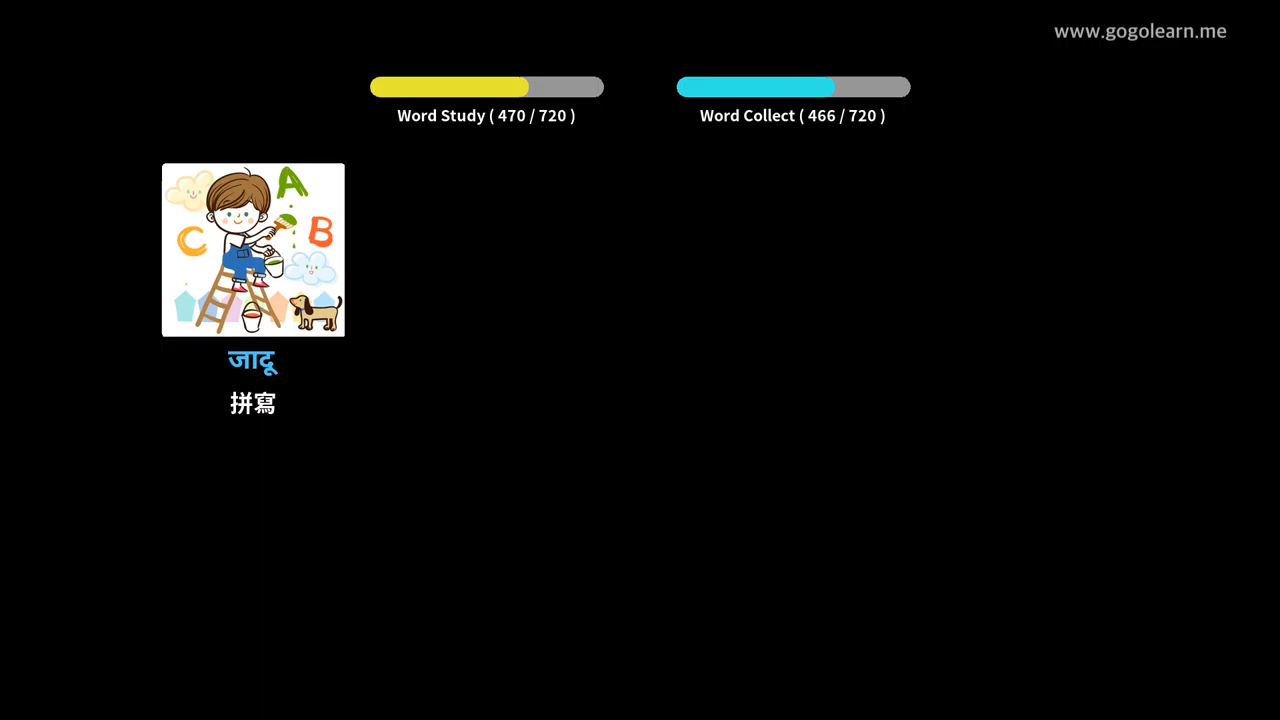 www.gogolearn.me
Word Study ( 470 / 720 )
Word Collect ( 466 / 720 )
A
B
C
जादू
拼寫